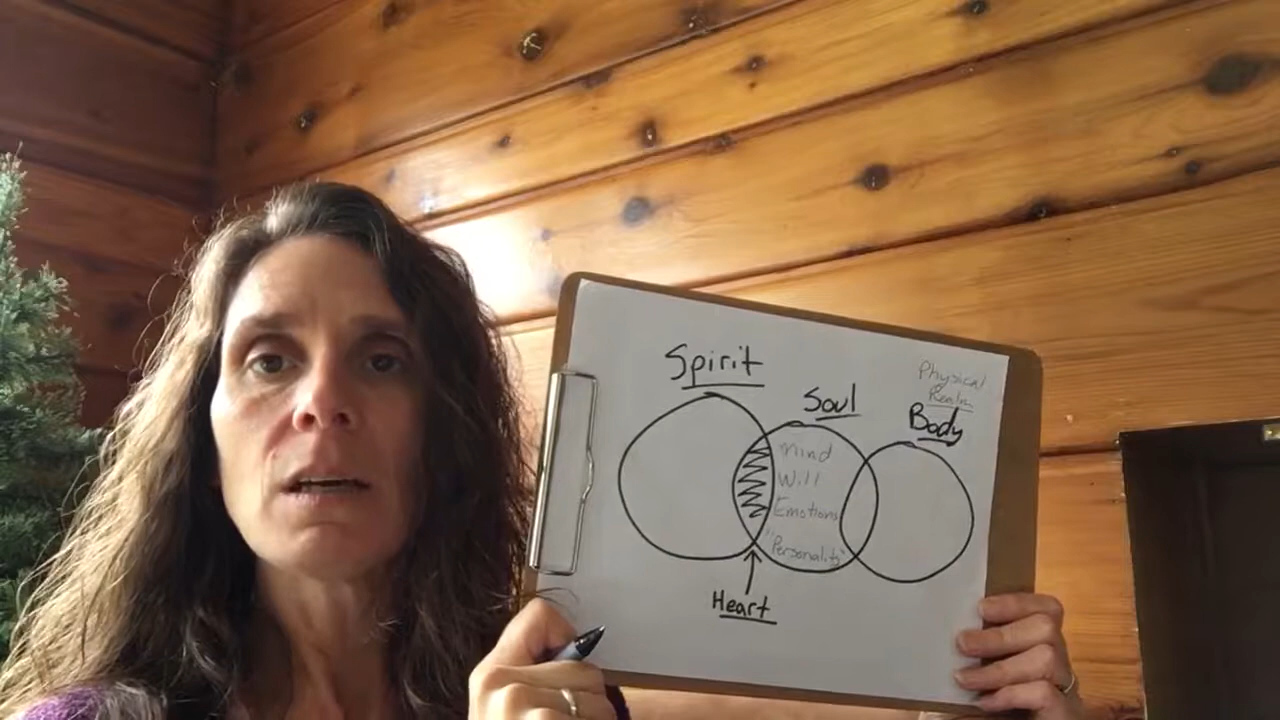 Spirit
Soul
Physical
Realm
Body
Mind
Will
Emotions
"Personality"
Heart